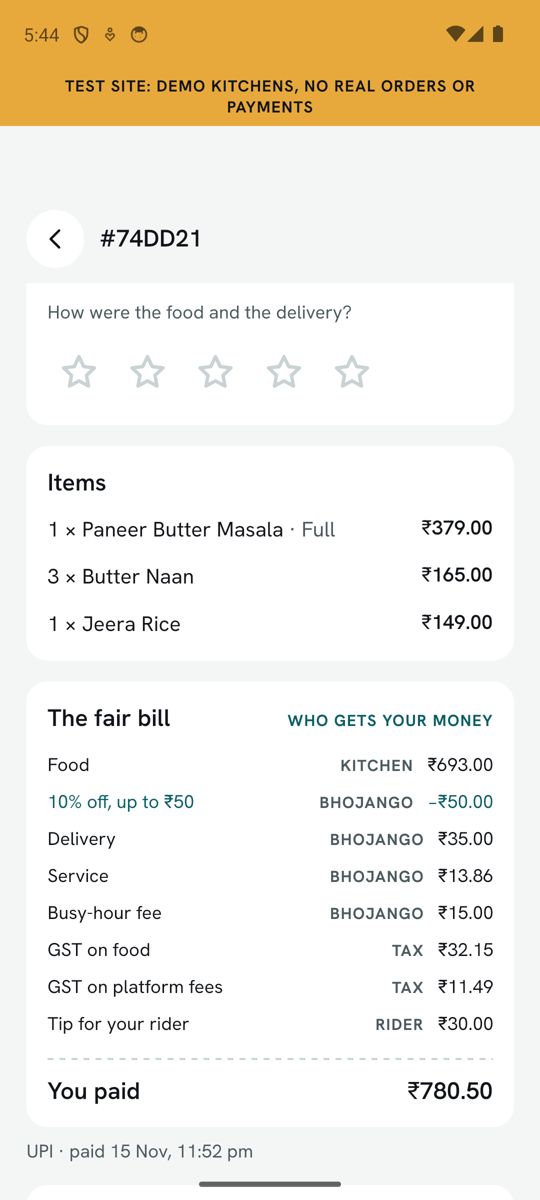 5:44
TEST SITE: DEMO KITCHENS, NO REAL ORDERS OR
PAYMENTS
#74DD21
How were the food and the delivery?
Items
1 × Paneer Butter Masala · Full ₹379.00
3 × Butter Naan ₹165.00
1 × Jeera Rice ₹149.00
The fair bill WHO GETS YOUR MONEY
Food KITCHEN ₹693.00
10% off, up to ₹50 BHOJANGO −₹50.00
Delivery BHOJANGO ₹35.00
Service BHOJANGO ₹13.86
Busy-hour fee BHOJANGO ₹15.00
GST on food TAX ₹32.15
GST on platform fees TAX ₹11.49
Tip for your rider RIDER ₹30.00
You paid ₹780.50
UPI · paid 15 Nov, 11:52 pm